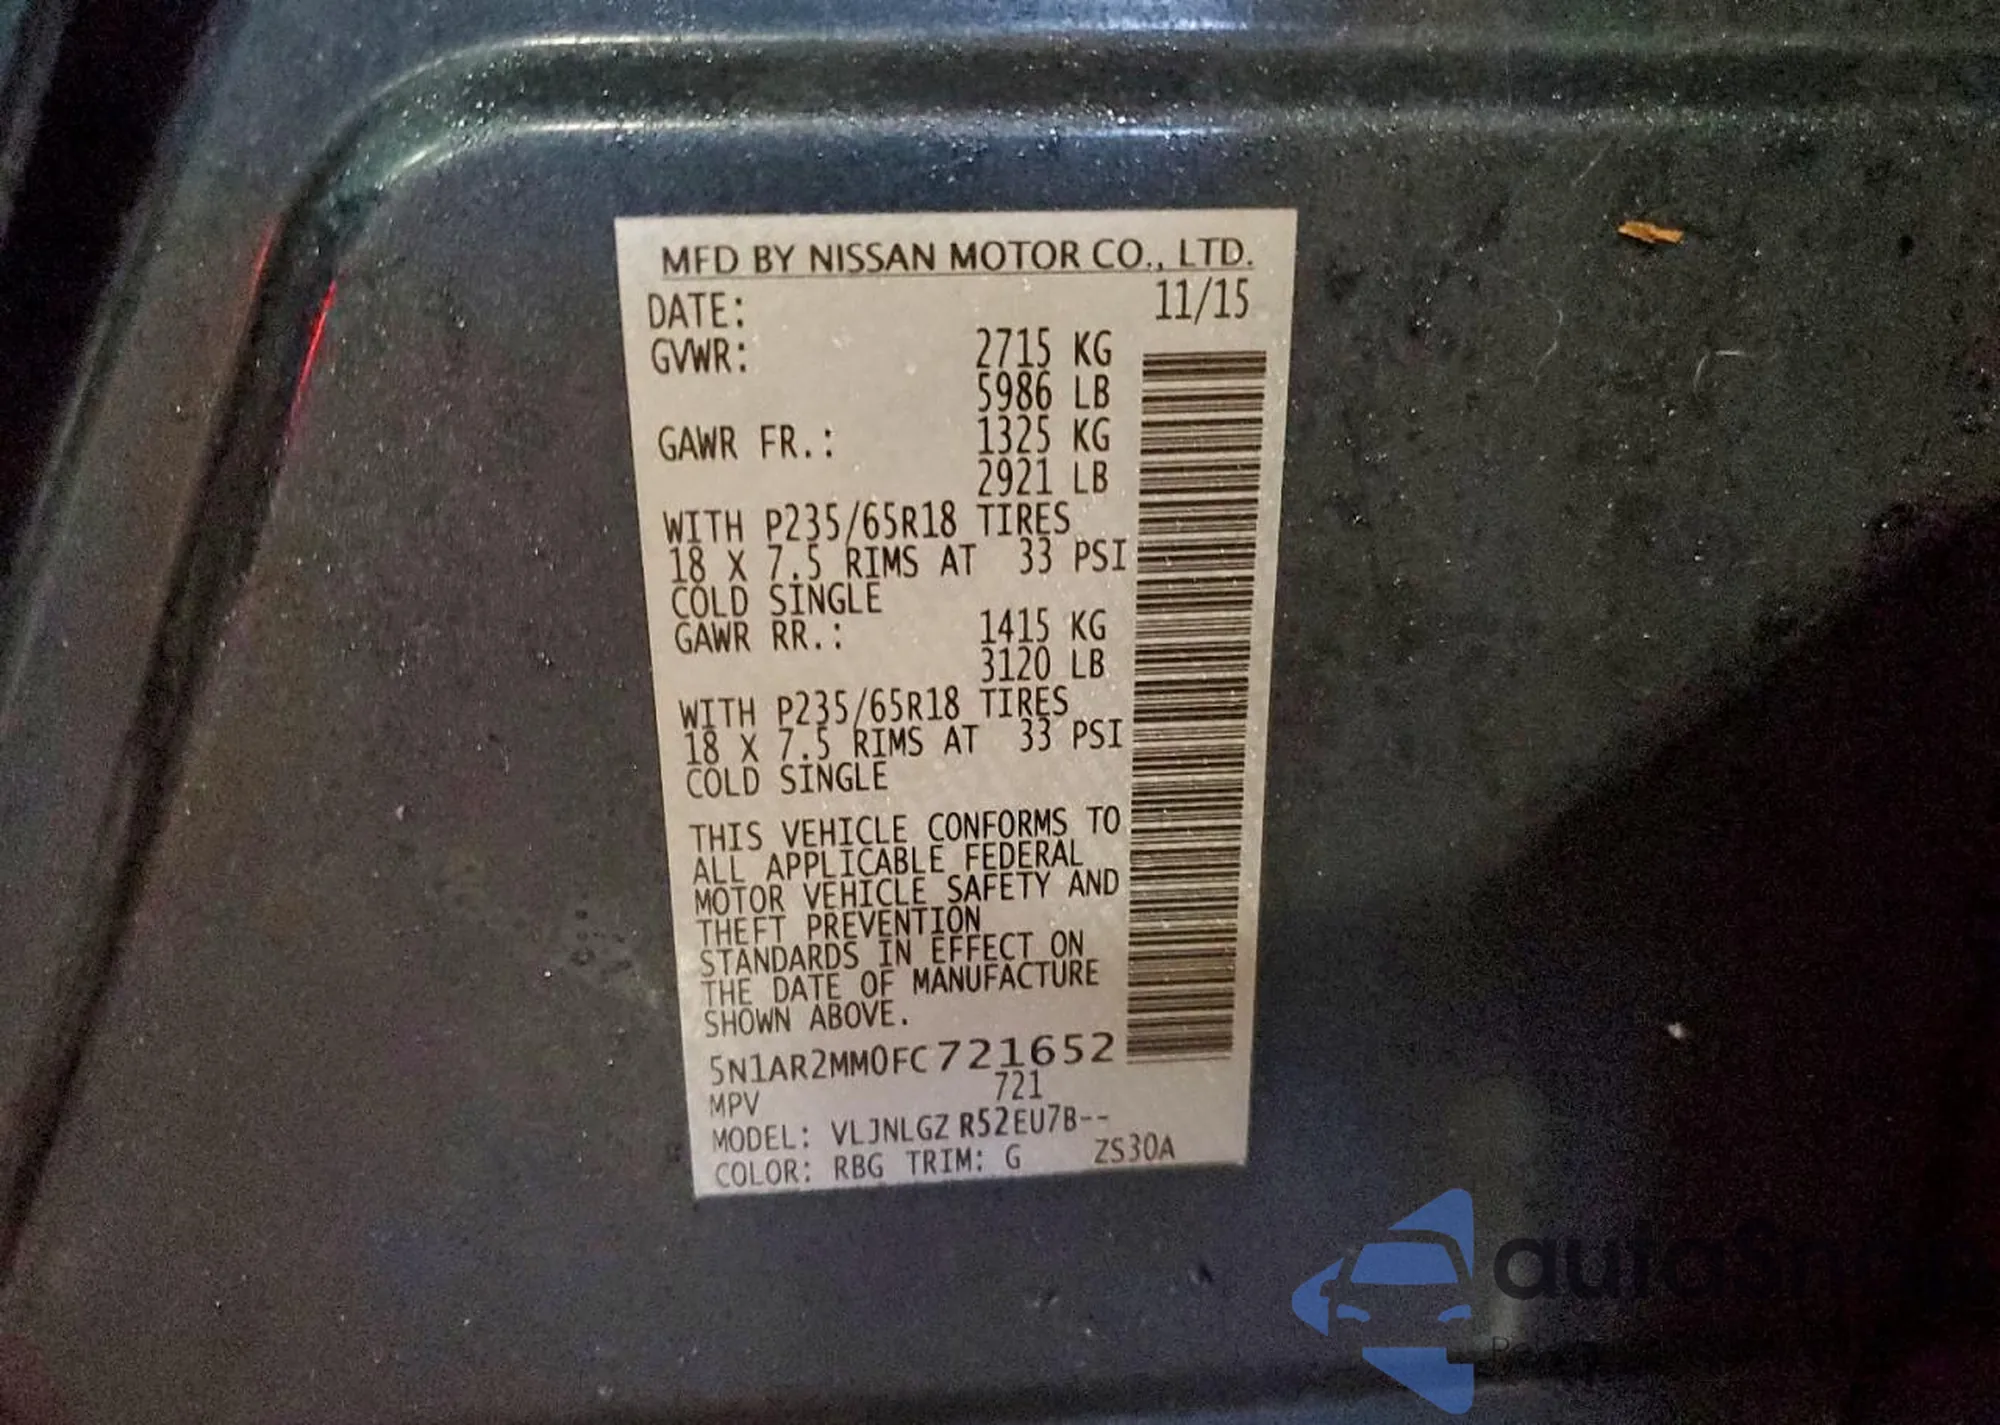 MFD BY NISSAN MOTOR CO., LTD.
DATE: 11/15
GVWR: 2715 KG
5986 LB
GAWR FR.: 1325 KG
2921 LB
WITH P235/65R18 TIRES
18 X 7.5 RIMS AT 33 PSI
COLD SINGLE
GAWR RR.: 1415 KG
3120 LB
WITH P235/65R18 TIRES
18 X 7.5 RIMS AT 33 PSI
COLD SINGLE
THIS VEHICLE CONFORMS TO
ALL APPLICABLE FEDERAL
MOTOR VEHICLE SAFETY AND
THEFT PREVENTION
STANDARDS IN EFFECT ON
THE DATE OF MANUFACTURE
SHOWN ABOVE.
5N1AR2MM0FC721652
MPV 721
MODEL: VLJNLGZ R52EU7B--
COLOR: RBG TRIM: G ZS30A